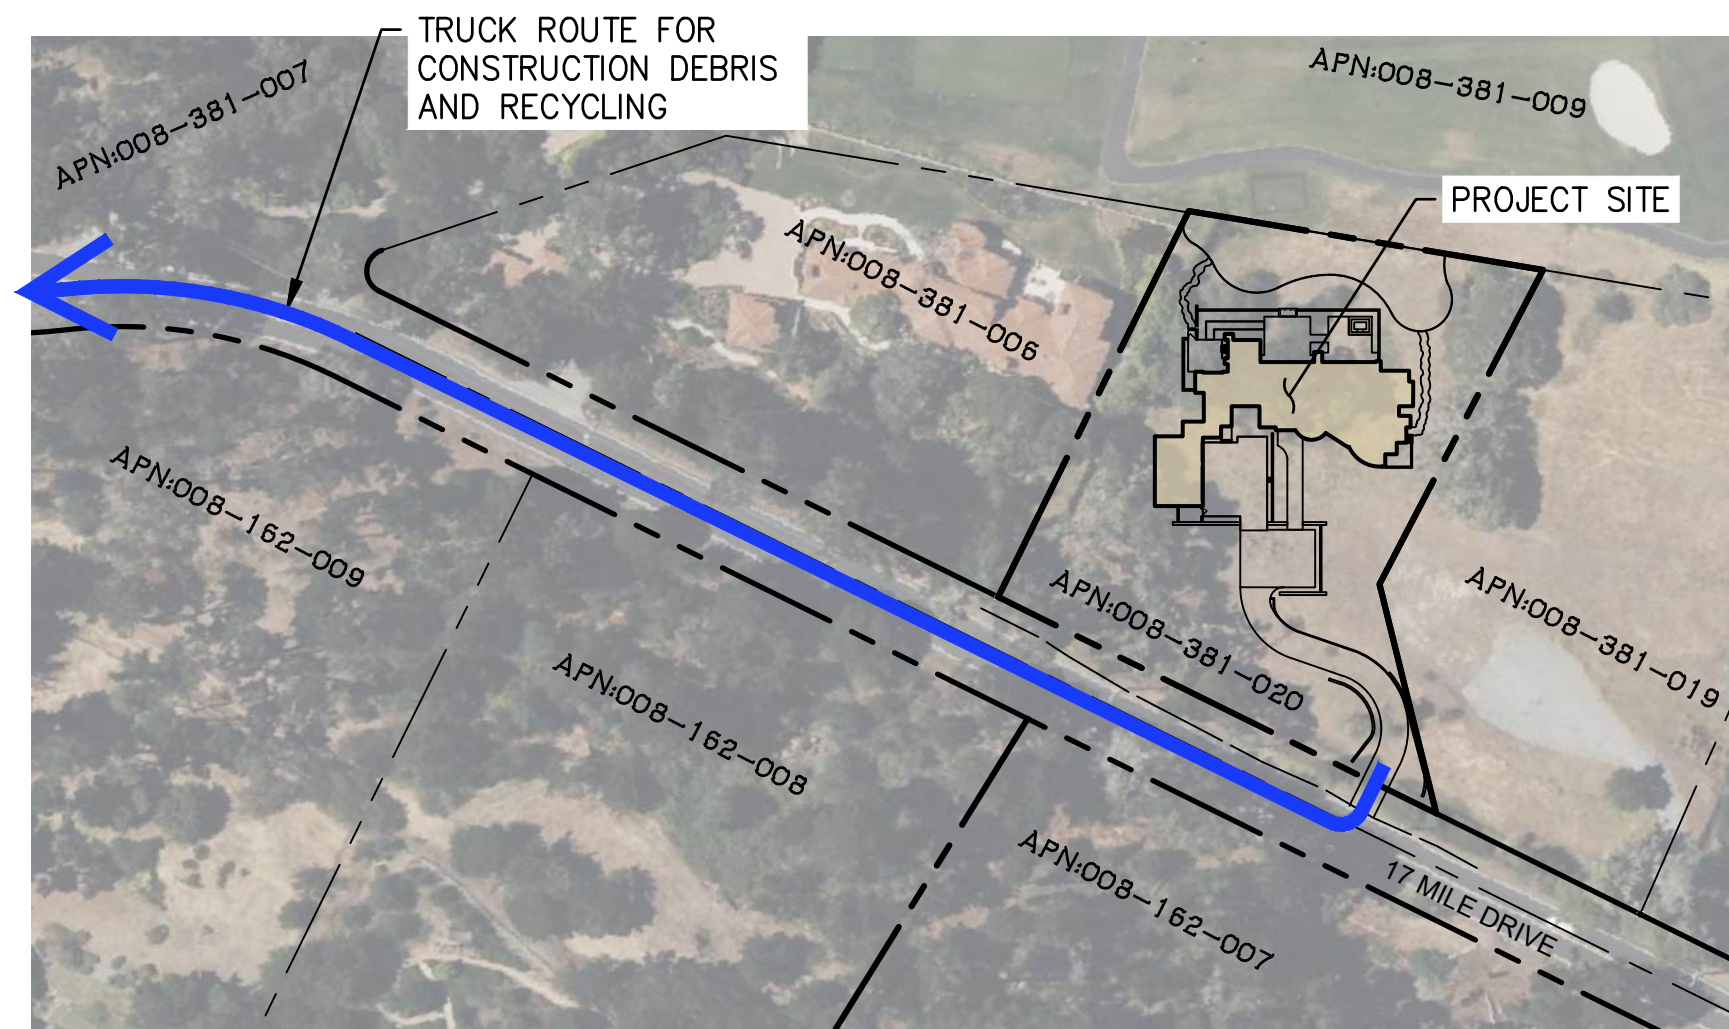 TRUCK ROUTE FOR
CONSTRUCTION DEBRIS
AND RECYCLING
APN:008-381-007
APN:008-381-009
PROJECT SITE
APN:008-381-006
APN:008-162-009
APN:008-381-020
APN:008-381-019
APN:008-162-008
APN:008-162-007
17 MILE DRIVE